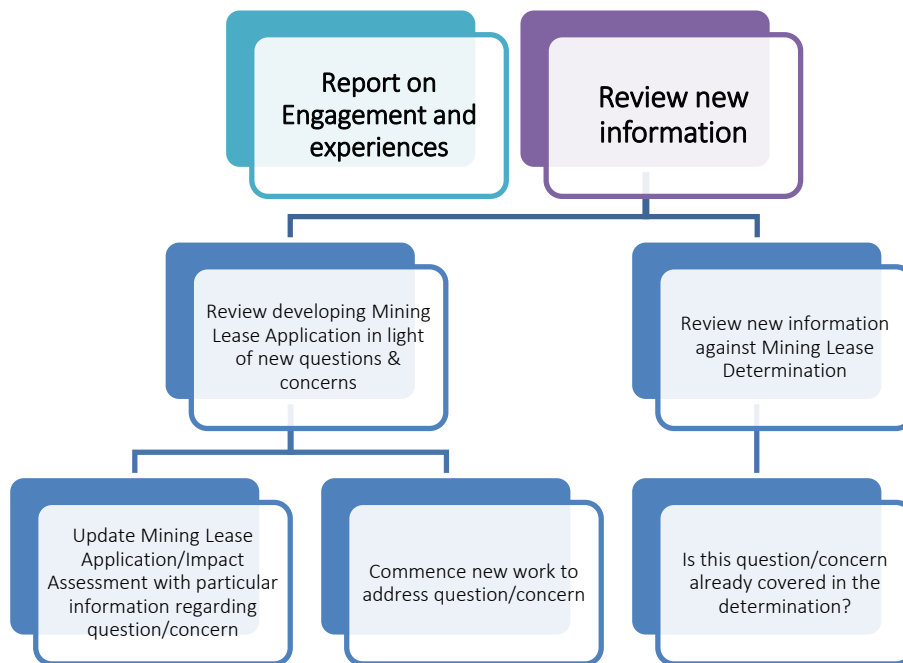 Report on
Engagement and
experiences
Review new
information
Review developing Mining
Lease Application in light
of new questions &
concerns
Review new information
against Mining Lease
Determination
Update Mining Lease
Application/Impact
Assessment with particular
information regarding
question/concern
Commence new work to
address question/concern
Is this question/concern
already covered in the
determination?